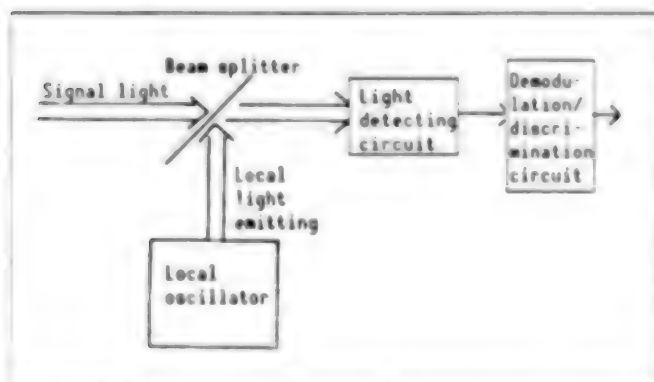 Beam splitter
Signal light
Light
detecting
circuit
Demodu-
lation/
discri-
mination
circuit
Local
light
emitting
Local
oscillator